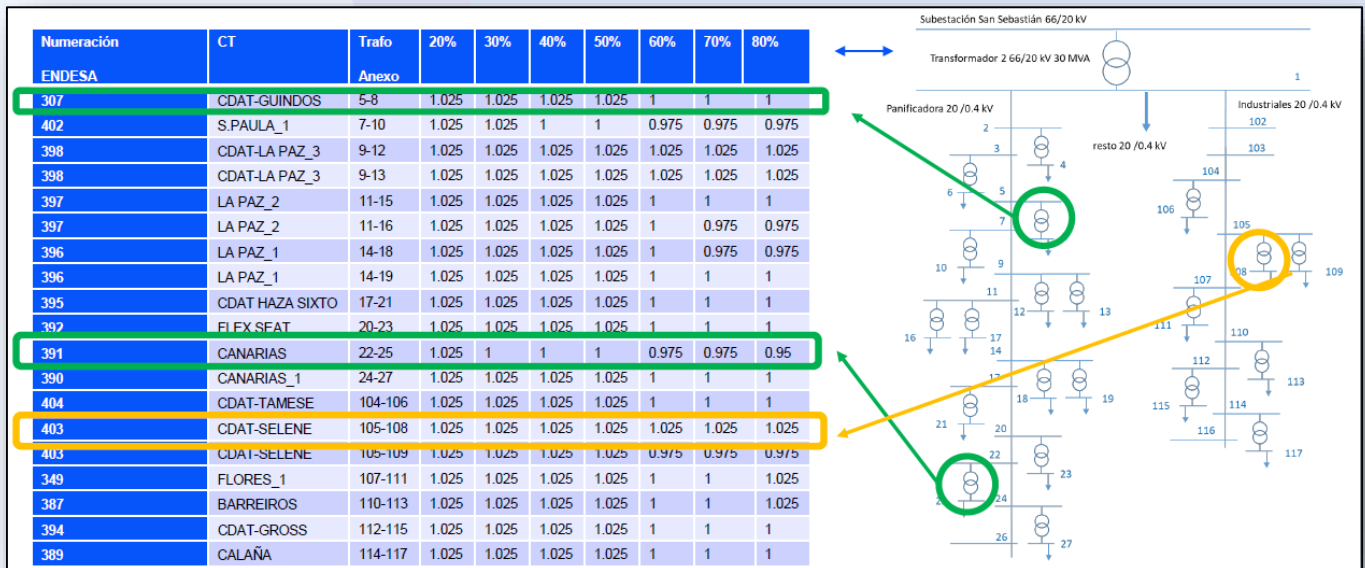 Numeración ENDESA CT Trafo Anexo 20% 30% 40% 50% 60% 70% 80%
307 CDAT-GUINDOS 5-8 1.025 1.025 1.025 1.025 1 1 1
402 S.PAULA_1 7-10 1.025 1.025 1 1 0.975 0.975 0.975
398 CDAT-LA PAZ_3 9-12 1.025 1.025 1.025 1.025 1.025 1.025 1.025
398 CDAT-LA PAZ_3 9-13 1.025 1.025 1.025 1.025 1.025 1.025 1.025
397 LA PAZ_2 11-15 1.025 1.025 1.025 1.025 1 1 1
397 LA PAZ_2 11-16 1.025 1.025 1.025 1.025 1 0.975 0.975
396 LA PAZ_1 14-18 1.025 1.025 1.025 1.025 1 0.975 0.975
396 LA PAZ_1 14-19 1.025 1.025 1.025 1.025 1 1 1
395 CDAT HAZA SIXTO 17-21 1.025 1.025 1.025 1.025 1 1 1
392 FLEX SEAT 20-23 1.025 1.025 1.025 1.025 1 1 1
391 CANARIAS 22-25 1.025 1 1 1 0.975 0.975 0.95
390 CANARIAS_1 24-27 1.025 1.025 1.025 1.025 1 1 1
404 CDAT-TAMESE 104-106 1.025 1.025 1.025 1.025 1 1 1
403 CDAT-SELENE 105-108 1.025 1.025 1.025 1.025 1.025 1.025 1.025
403 CDAT-SELENE 105-109 1.025 1.025 1.025 1.025 0.975 0.975 0.975
349 FLORES_1 107-111 1.025 1.025 1.025 1.025 1 1 1.025
387 BARREIROS 110-113 1.025 1.025 1.025 1.025 1 1 1.025
394 CDAT-GROSS 112-115 1.025 1.025 1.025 1.025 1 1 1
389 CALAÑA 114-117 1.025 1.025 1.025 1.025 1 1 1
Subestación San Sebastián 66/20 kV
Transformador 2 66/20 kV 30 MVA
1
Panificadora 20 /0.4 kV
resto 20 /0.4 kV
Industriales 20 /0.4 kV
2
3
4
5
6
7
9
10
11
12
13
16
17
14
17
18
19
21
20
22
23
24
26
27
102
103
104
106
105
08
109
107
111
110
112
113
115
114
116
117